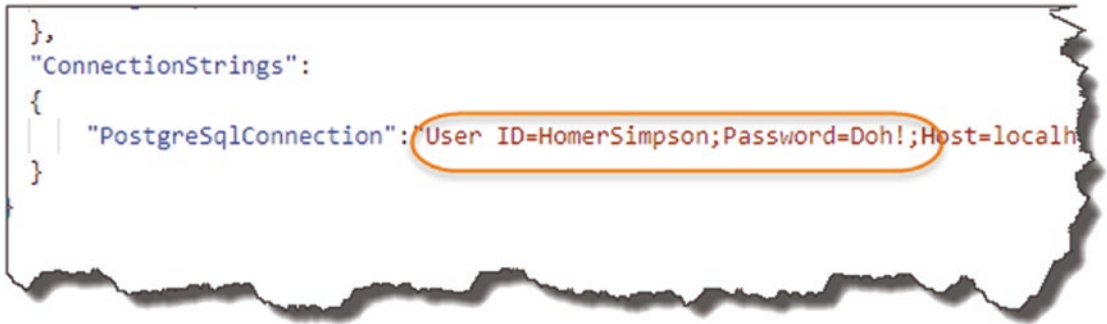 },
"ConnectionStrings":
{
"PostgreSqlConnection":"User ID=HomerSimpson;Password=Doh!;Host=localh
}
}